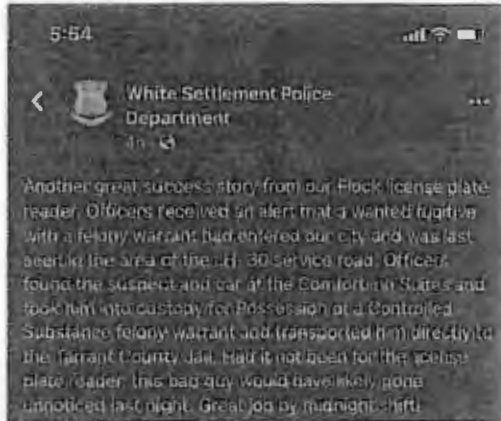 5:54
White Settlement Police
Department
4h
Another great success story from our Flock license plate
reader. Officers received an alert that a wanted fugitive
with a felony warrant had entered our city and was last
seen in the area of the I.H. 30 service road. Officers
found the suspect and car at the Comfort Inn Suites and
took him into custody for Possession of a Controlled
Substance felony warrant and transported him directly to
the Tarrant County Jail. Had it not been for the license
plate reader, this bad guy would have likely gone
unnoticed last night. Great job by midnight shift!